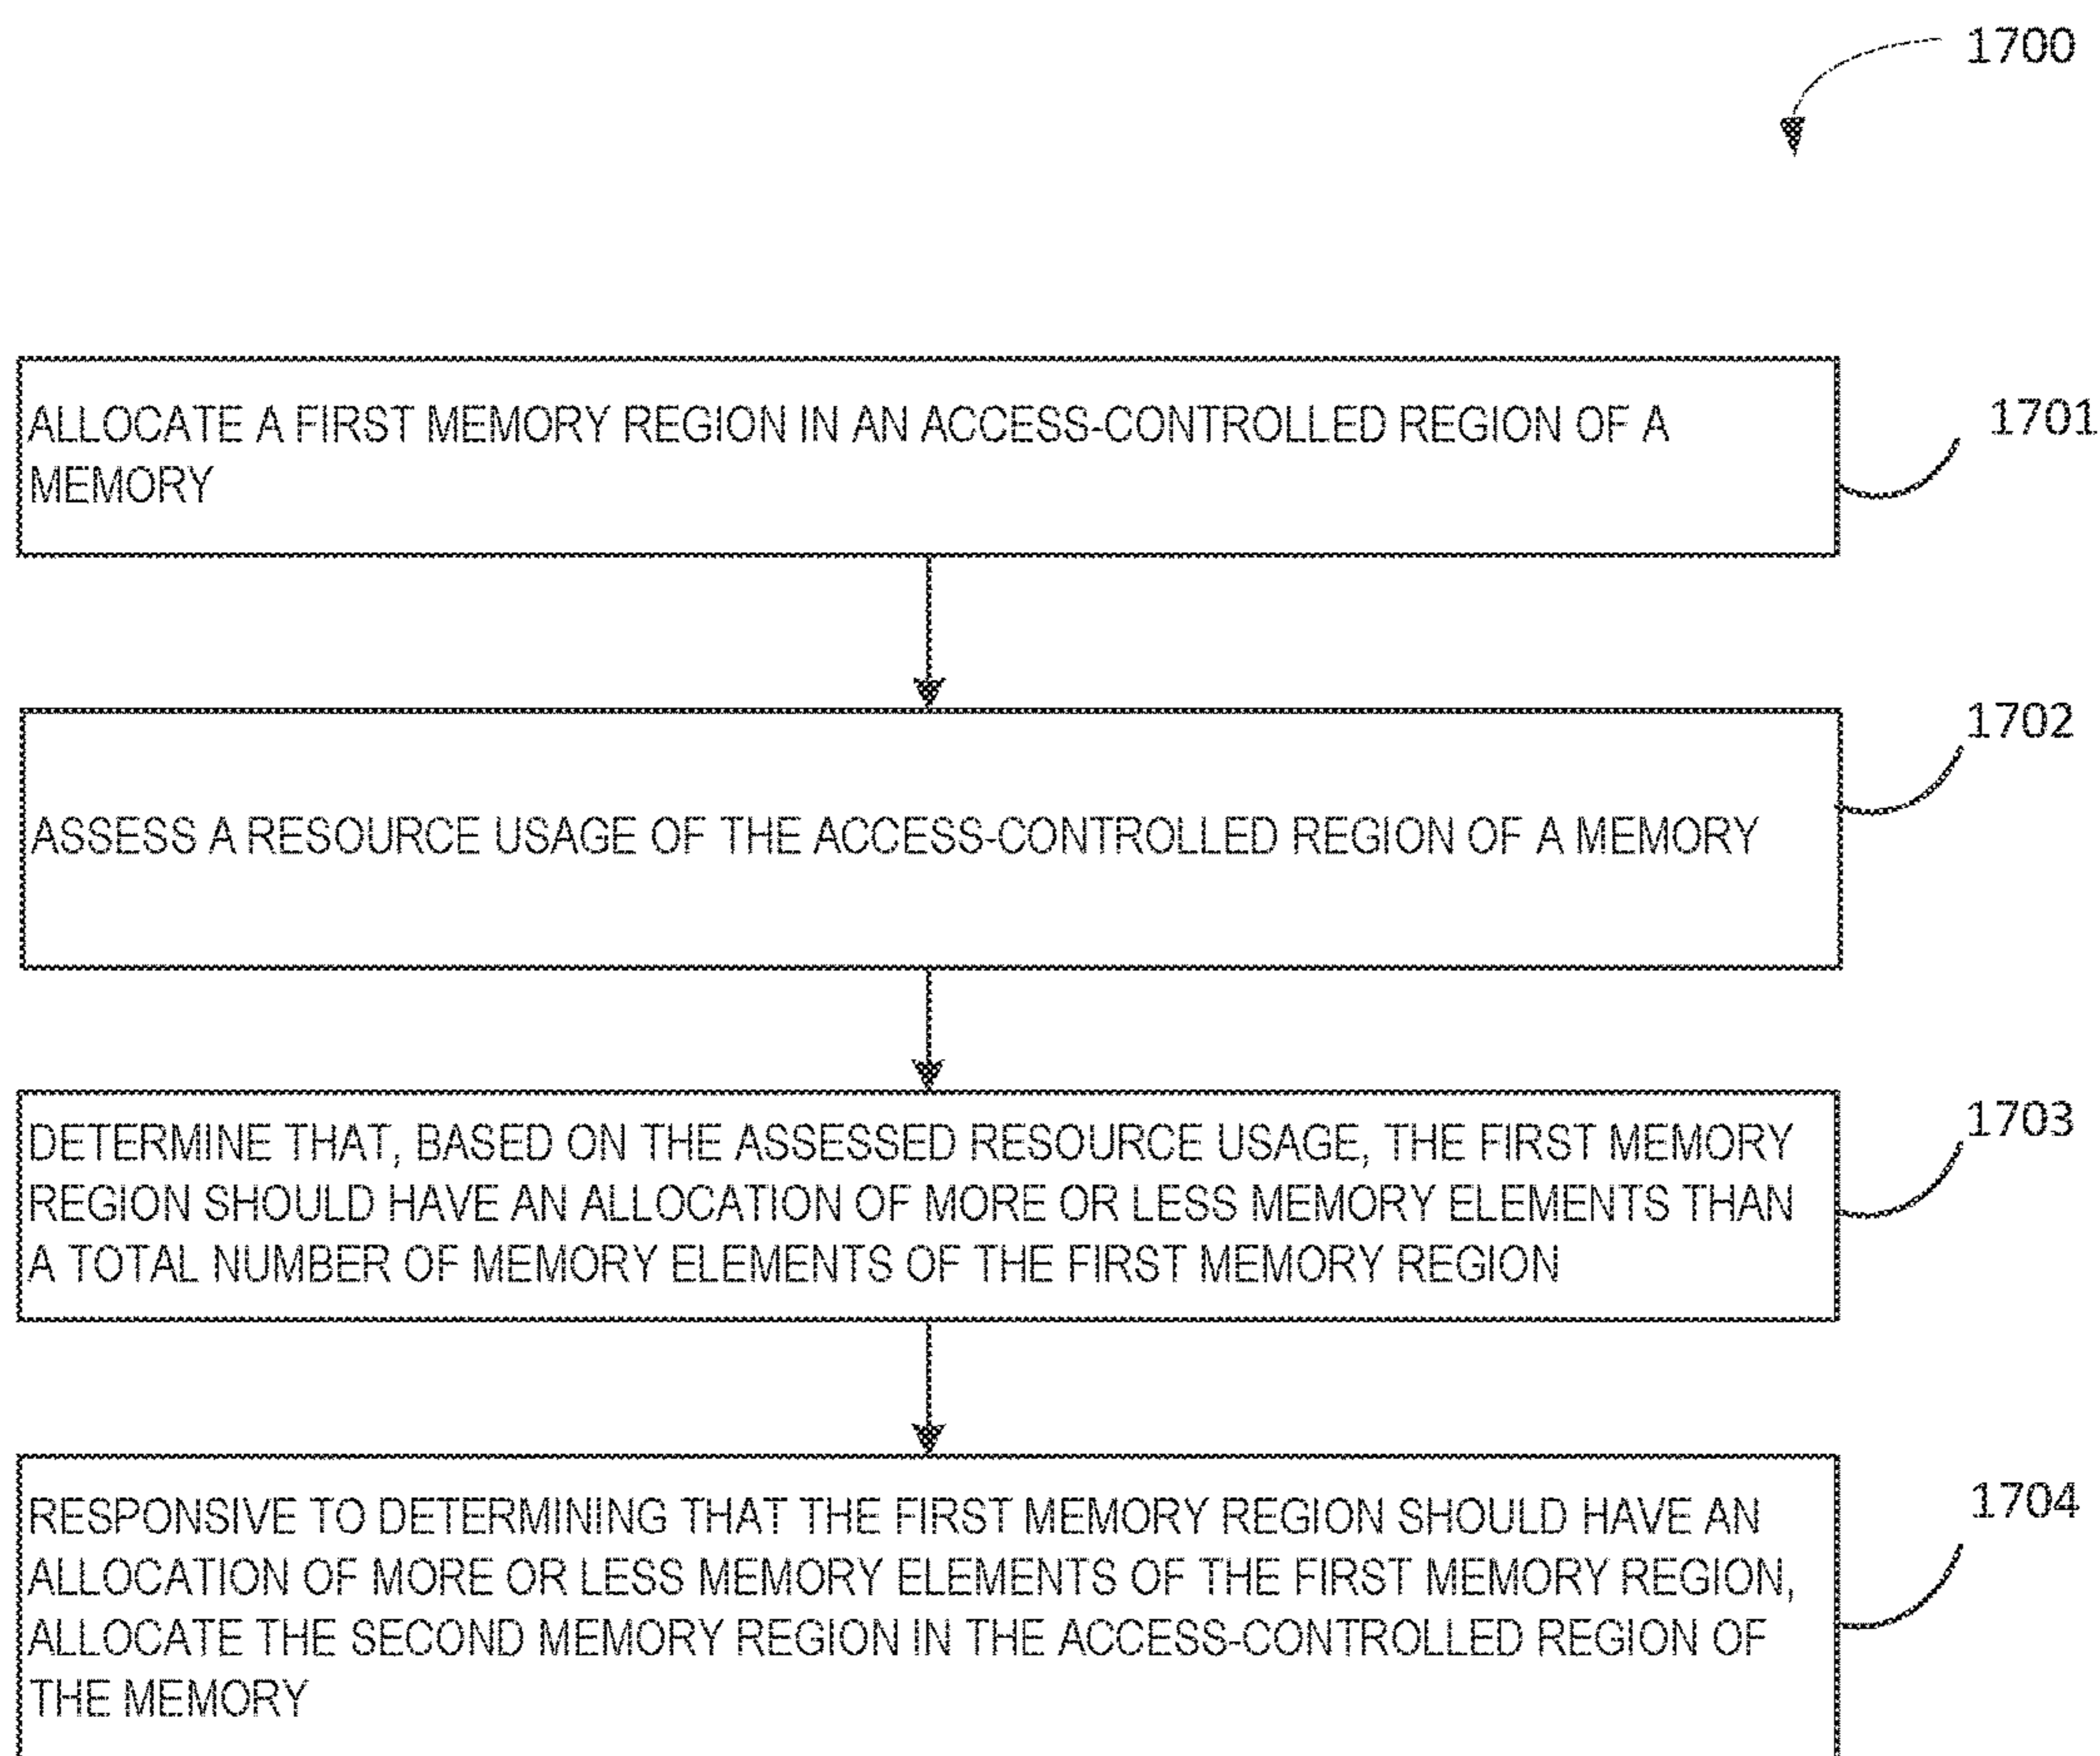 1700
ALLOCATE A FIRST MEMORY REGION IN AN ACCESS-CONTROLLED REGION OF A
MEMORY
1701
ASSESS A RESOURCE USAGE OF THE ACCESS-CONTROLLED REGION OF A MEMORY
1702
DETERMINE THAT, BASED ON THE ASSESSED RESOURCE USAGE, THE FIRST MEMORY
REGION SHOULD HAVE AN ALLOCATION OF MORE OR LESS MEMORY ELEMENTS THAN
A TOTAL NUMBER OF MEMORY ELEMENTS OF THE FIRST MEMORY REGION
1703
RESPONSIVE TO DETERMINING THAT THE FIRST MEMORY REGION SHOULD HAVE AN
ALLOCATION OF MORE OR LESS MEMORY ELEMENTS OF THE FIRST MEMORY REGION,
ALLOCATE THE SECOND MEMORY REGION IN THE ACCESS-CONTROLLED REGION OF
THE MEMORY
1704